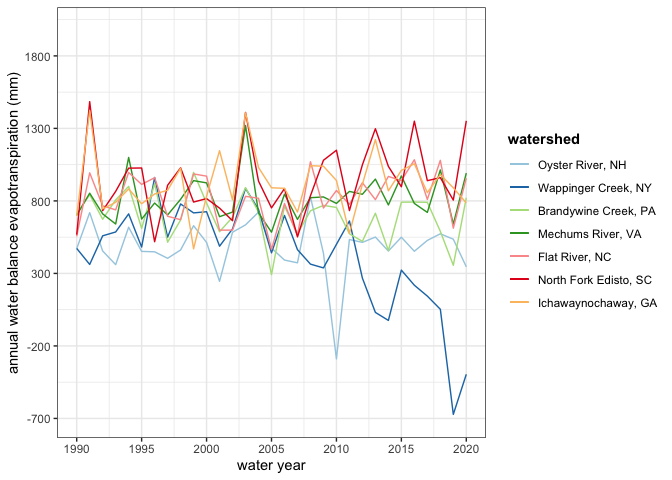 annual water balance evapotranspiration (mm)
1800
1300
800
300
-200
-700
1990
1995
2000
2005
2010
2015
2020
water year
watershed
Oyster River, NH
Wappinger Creek, NY
Brandywine Creek, PA
Mechums River, VA
Flat River, NC
North Fork Edisto, SC
Ichawaynochaway, GA